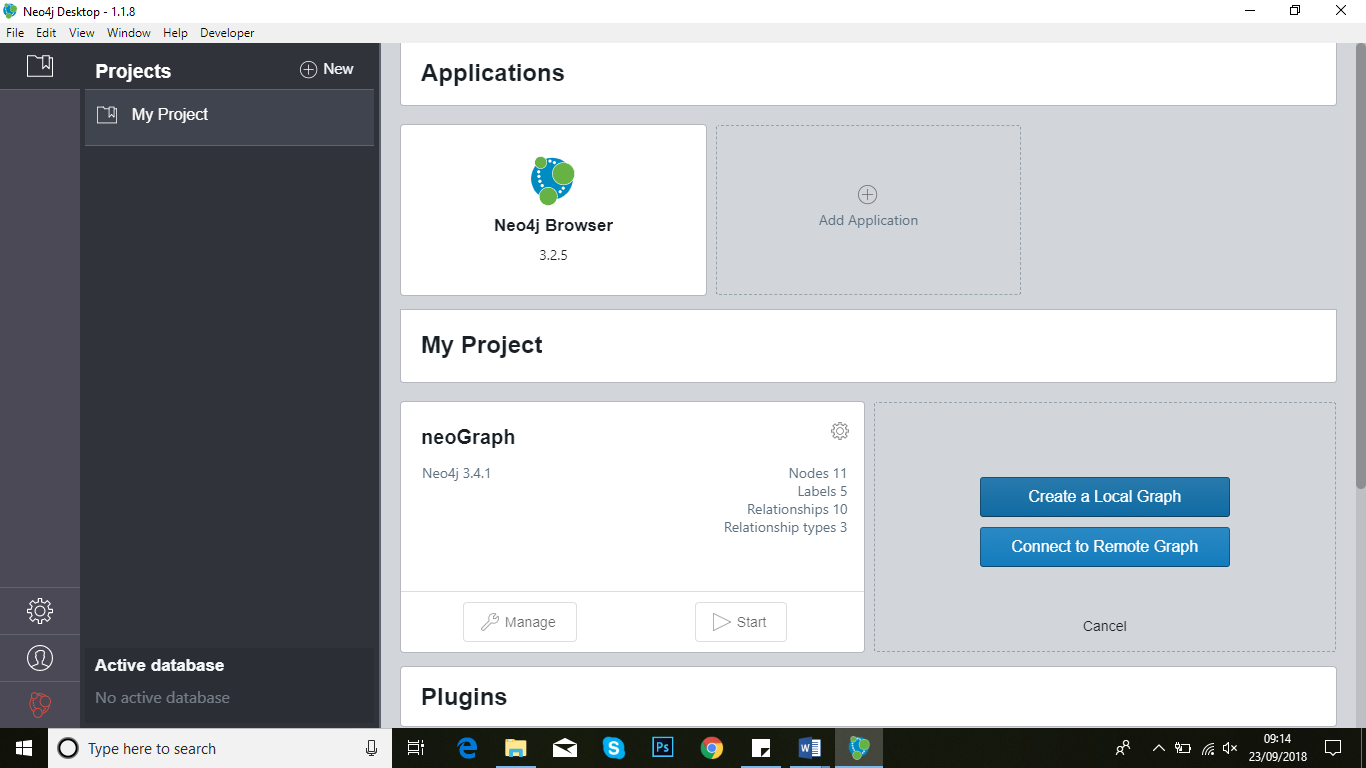 Neo4j Desktop - 1.1.8
File Edit View Window Help Developer
Projects
New
My Project
Applications
Neo4j Browser
3.2.5
Add Application
My Project
neoGraph
Neo4j 3.4.1
Nodes 11
Labels 5
Relationships 10
Relationship types 3
Manage
Start
Create a Local Graph
Connect to Remote Graph
Cancel
Active database
No active database
Plugins
Type here to search
Ps
09:14
23/09/2018